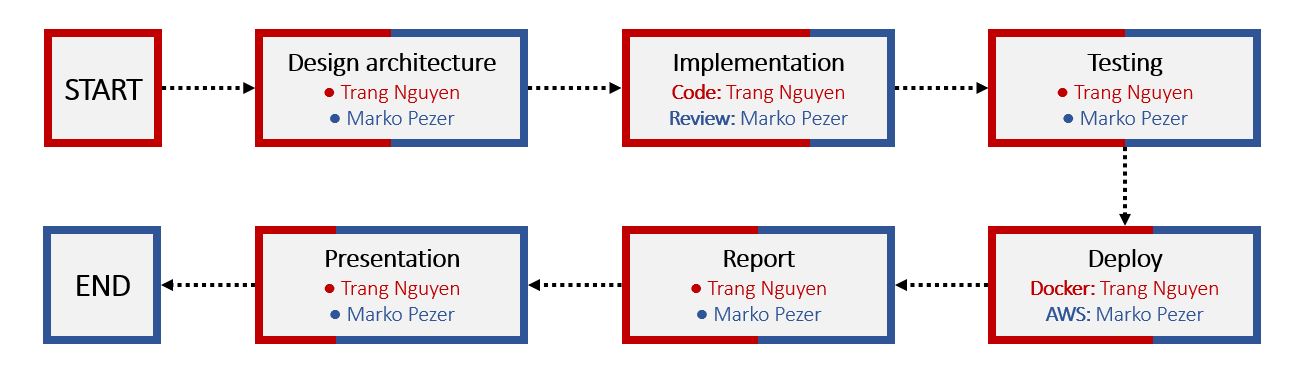 START
Design architecture
● Trang Nguyen
● Marko Pezer
Implementation
Code: Trang Nguyen
Review: Marko Pezer
Testing
● Trang Nguyen
● Marko Pezer
Deploy
Docker: Trang Nguyen
AWS: Marko Pezer
Report
● Trang Nguyen
● Marko Pezer
Presentation
● Trang Nguyen
● Marko Pezer
END